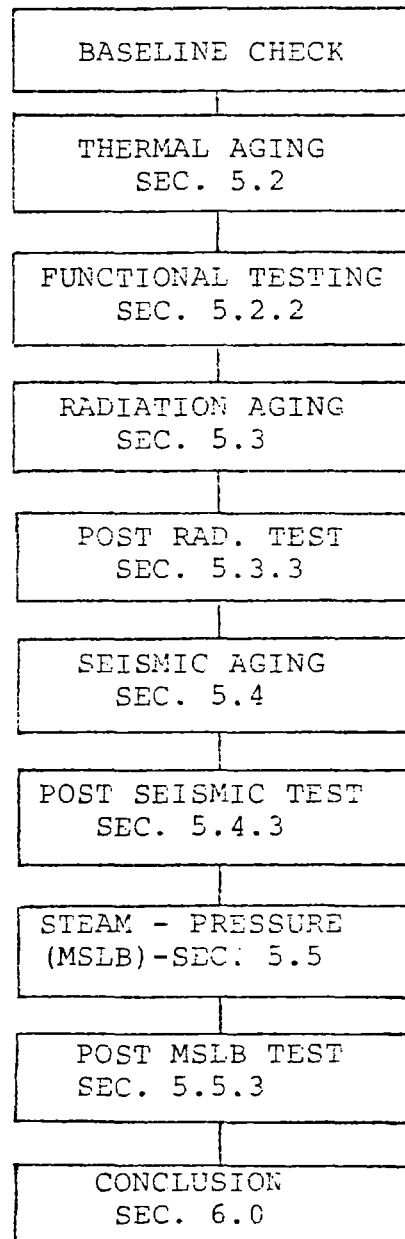 BASELINE CHECK
THERMAL AGING
SEC. 5.2
FUNCTIONAL TESTING
SEC. 5.2.2
RADIATION AGING
SEC. 5.3
POST RAD. TEST
SEC. 5.3.3
SEISMIC AGING
SEC. 5.4
POST SEISMIC TEST
SEC. 5.4.3
STEAM - PRESSURE
(MSLB)-SEC. 5.5
POST MSLB TEST
SEC. 5.5.3
CONCLUSION
SEC. 6.0